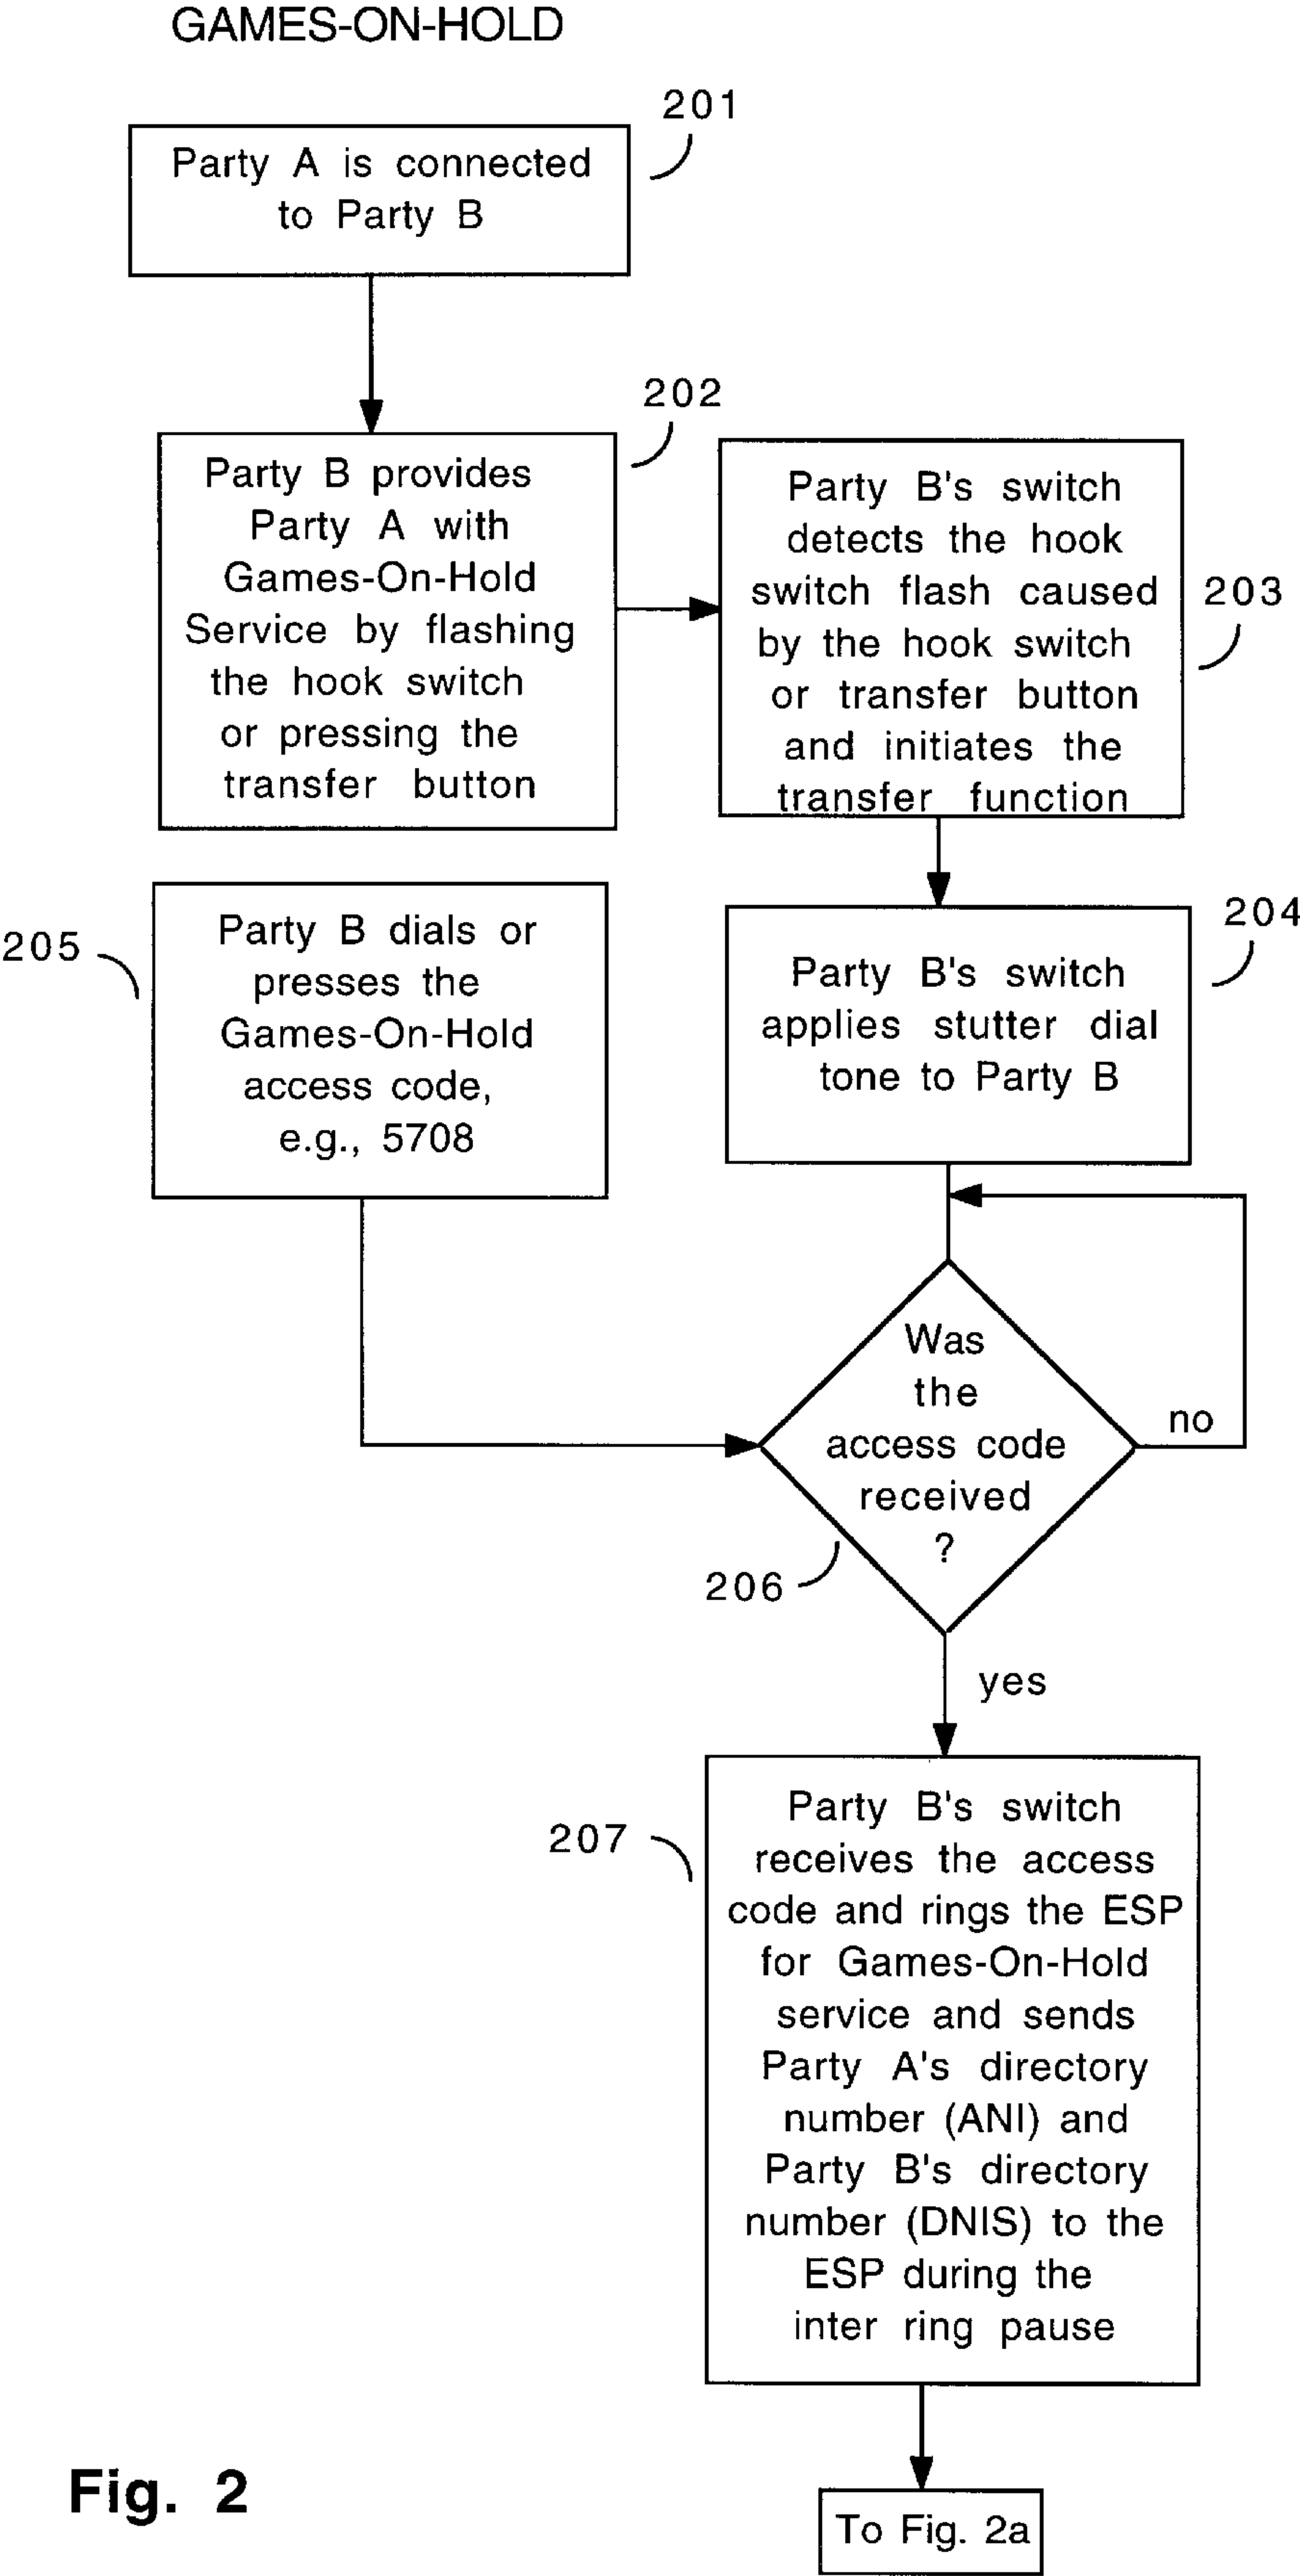 GAMES-ON-HOLD
201
Party A is connected
to Party B
202
Party B provides
Party A with
Games-On-Hold
Service by flashing
the hook switch
or pressing the
transfer button
Party B's switch
detects the hook
switch flash caused
by the hook switch
or transfer button
and initiates the
transfer function
203
205
Party B dials or
presses the
Games-On-Hold
access code,
e.g., 5708
204
Party B's switch
applies stutter dial
tone to Party B
Was
the
access code
received
?
no
206
yes
207
Party B's switch
receives the access
code and rings the ESP
for Games-On-Hold
service and sends
Party A's directory
number (ANI) and
Party B's directory
number (DNIS) to the
ESP during the
inter ring pause
Fig. 2
To Fig. 2a